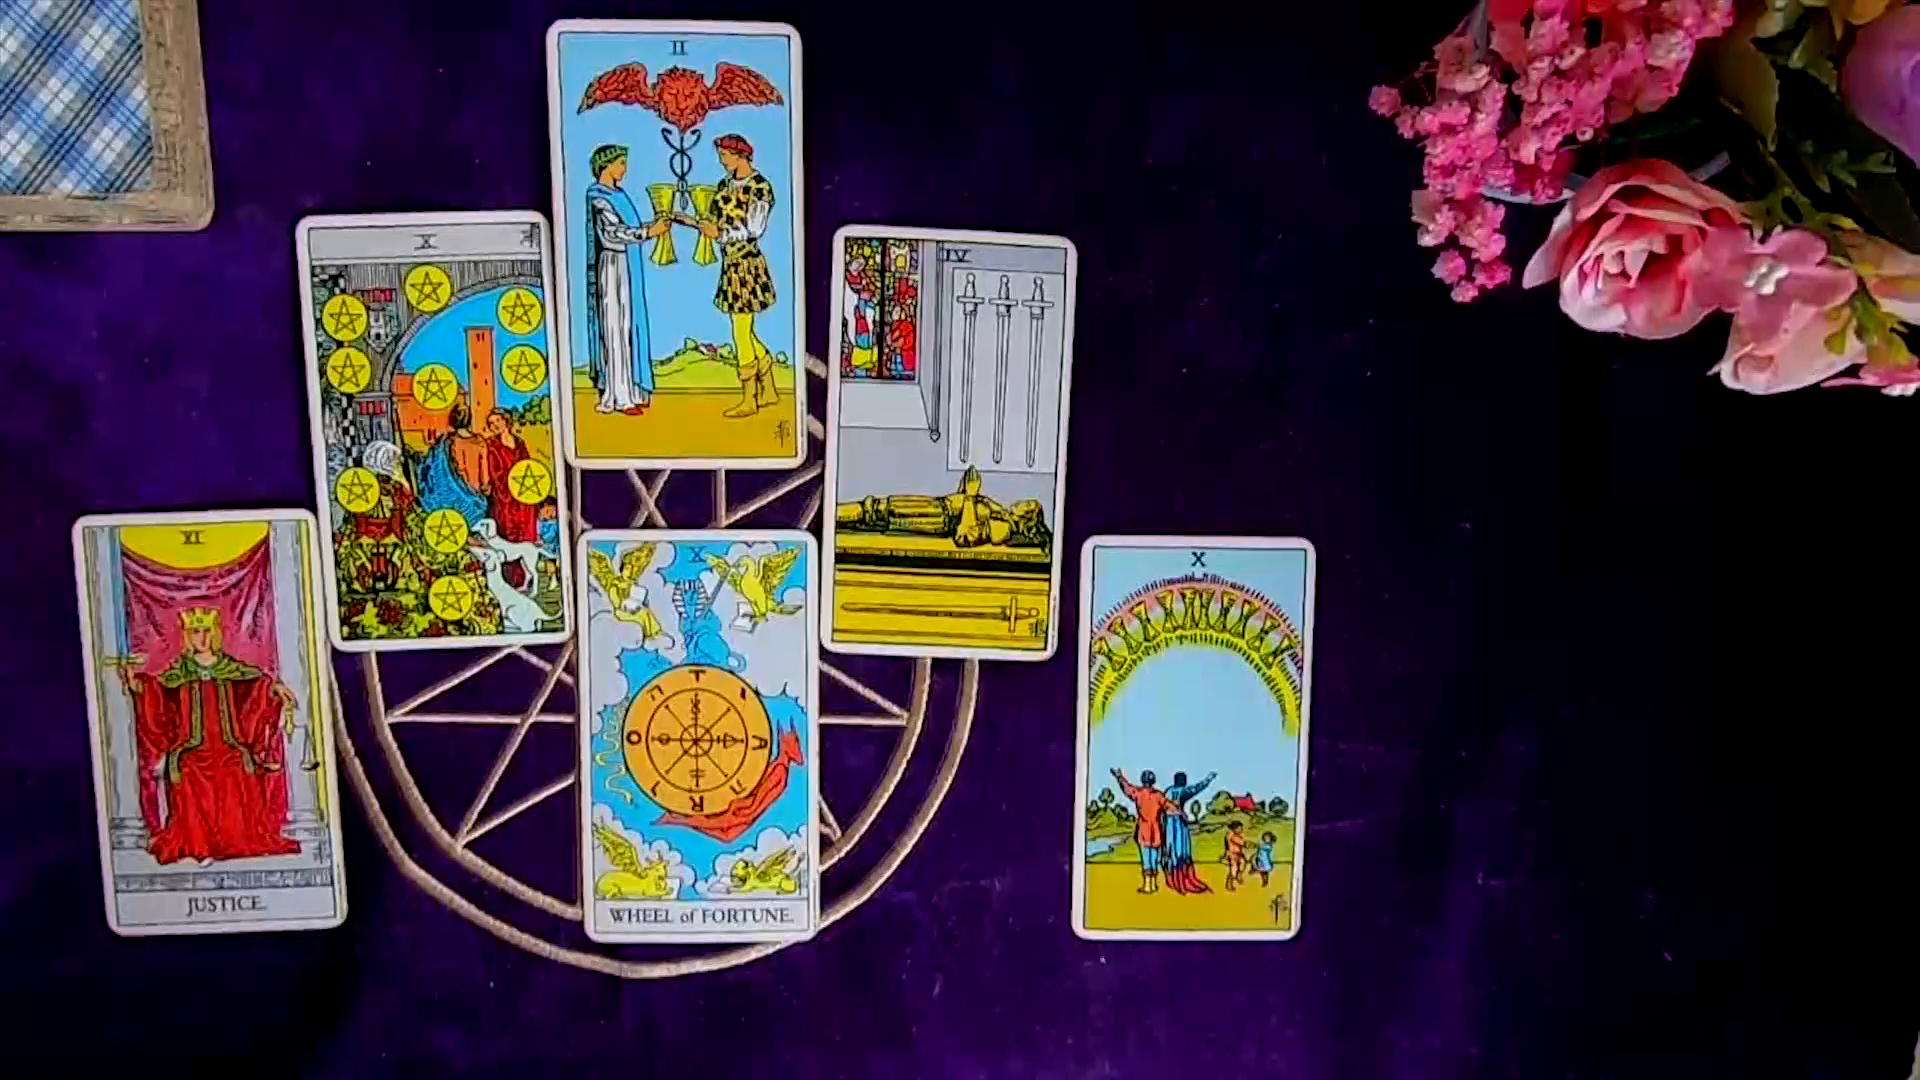 II
X
IV
XI
JUSTICE.
X
WHEEL of FORTUNE.
T
A
R
O
X